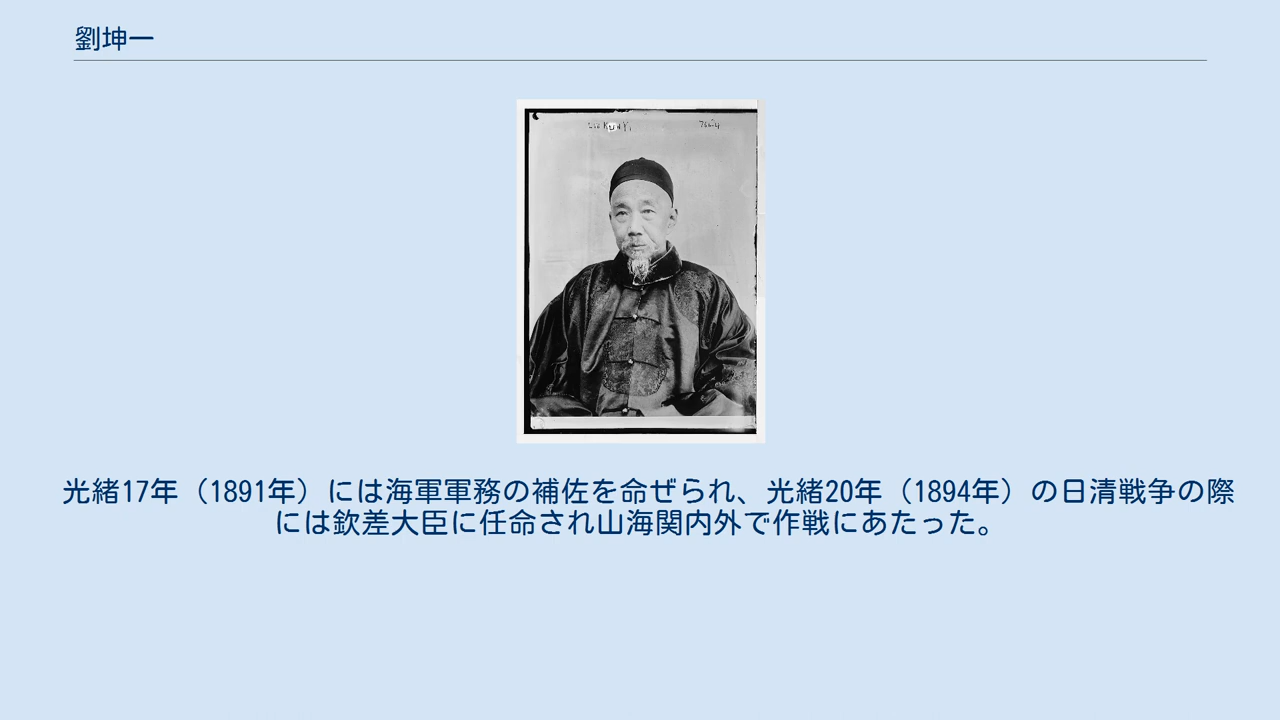 劉坤一
光緒17年（1891年）には海軍軍務の補佐を命ぜられ、光緒20年（1894年）の日清戦争の際
には欽差大臣に任命され山海関内外で作戦にあたった。